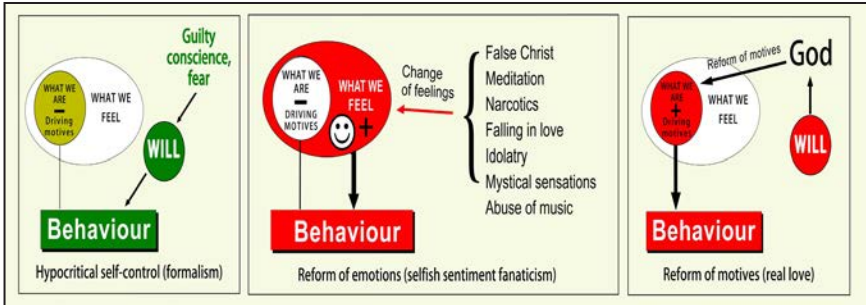 Guilty
conscience,
fear
WHAT WE
ARE
–
Driving
motives
WHAT WE
FEEL
WILL
Behaviour
Hypocritical self-control (formalism)
WHAT WE
ARE
–
DRIVING
MOTIVES
WHAT WE
FEEL
+
Change
of feelings
False Christ
Meditation
Narcotics
Falling in love
Idolatry
Mystical sensations
Abuse of music
Behaviour
Reform of emotions (selfish sentiment fanaticism)
Reform of motives
God
WHAT WE
ARE
+
Driving
motives
WHAT WE
FEEL
WILL
Behaviour
Reform of motives (real love)